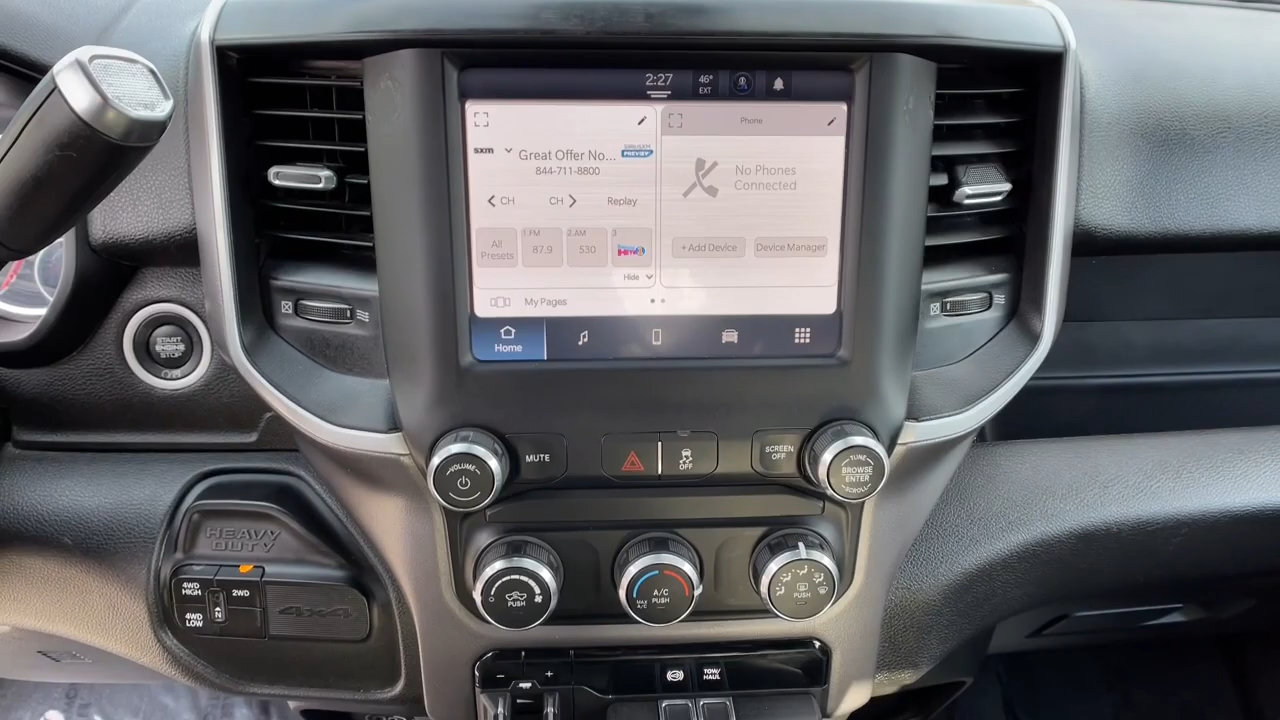 2:27
46°
EXT
Phone
sxm
Great Offer No...
SIRIUSXM
PREVIEW
844-711-8800
No Phones
Connected
CH
CH
Replay
All
Presets
1.FM
87.9
2.AM
530
3
+ Add Device
Device Manager
Hide
My Pages
Home
START
ENGINE
STOP
VOLUME
MUTE
OFF
SCREEN
OFF
TUNE
BROWSE
ENTER
SCROLL
HEAVY
DUTY
4WD
HIGH
2WD
N
4WD
LOW
4x4
PUSH
A/C
PUSH
MAX
A/C
PUSH
TOW/
HAUL